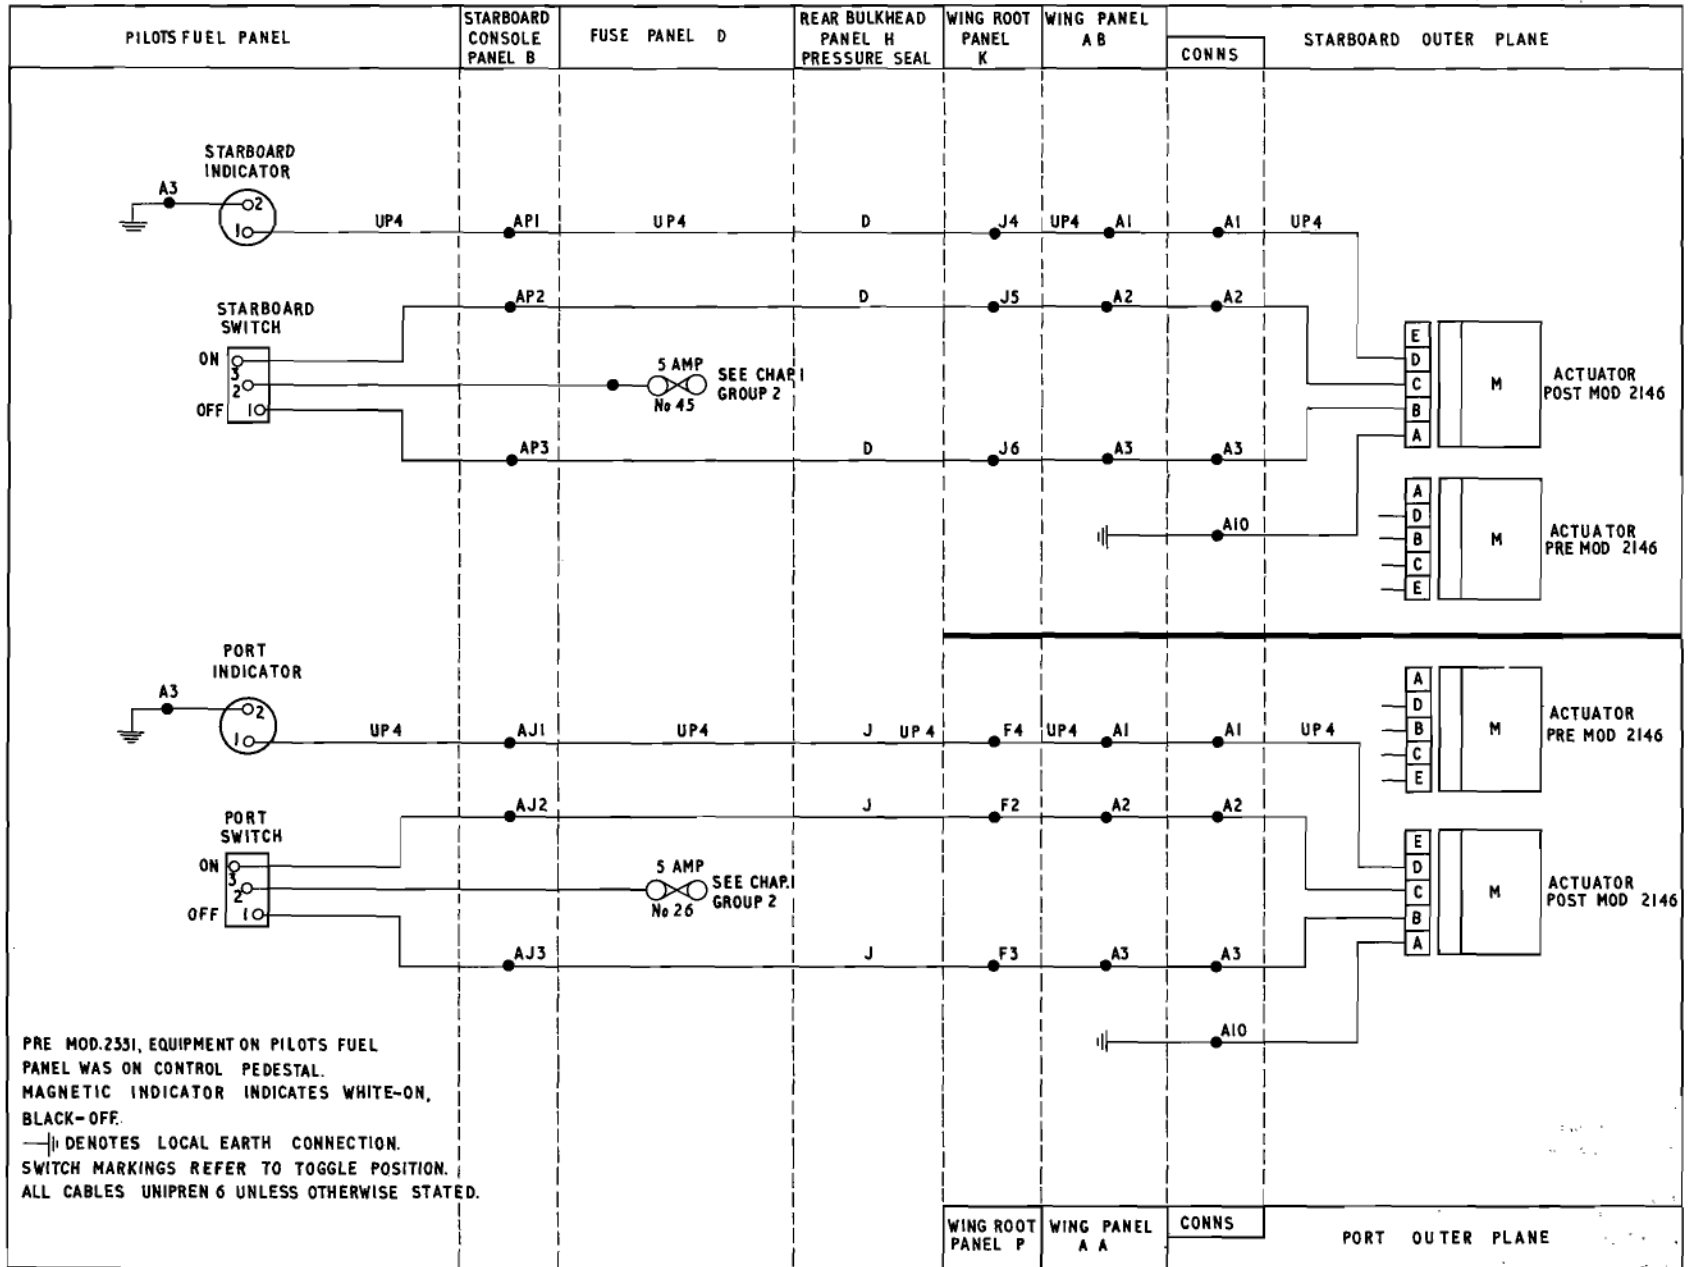 PILOTS FUEL PANEL
STARBOARD
CONSOLE
PANEL B
FUSE PANEL D
REAR BULKHEAD
PANEL H
PRESSURE SEAL
WING ROOT
PANEL
K
WING PANEL
AB
CONNS
STARBOARD OUTER PLANE
STARBOARD
INDICATOR
A3
2
1
UP4
AP1
UP4
D
J4
UP4
A1
A1
UP4
STARBOARD
SWITCH
AP2
D
J5
A2
A2
ON
3
2
OFF
1
5 AMP
No 45
SEE CHAP 1
GROUP 2
AP3
D
J6
A3
A3
A10
E
D
C
B
A
M
ACTUATOR
POST MOD 2146
A
D
B
C
E
M
ACTUATOR
PRE MOD 2146
PORT
INDICATOR
A3
2
1
UP4
AJ1
UP4
J
UP4
F4
UP4
A1
A1
UP4
A
D
B
C
E
M
ACTUATOR
PRE MOD 2146
PORT
SWITCH
AJ2
J
F2
A2
A2
ON
3
2
OFF
1
5 AMP
No 26
SEE CHAP.1
GROUP 2
AJ3
J
F3
A3
A3
A10
E
D
C
B
A
M
ACTUATOR
POST MOD 2146
PRE MOD.2331, EQUIPMENT ON PILOTS FUEL
PANEL WAS ON CONTROL PEDESTAL.
MAGNETIC INDICATOR INDICATES WHITE-ON,
BLACK-OFF.
DENOTES LOCAL EARTH CONNECTION.
SWITCH MARKINGS REFER TO TOGGLE POSITION.
ALL CABLES UNIPREN 6 UNLESS OTHERWISE STATED.
WING ROOT
PANEL P
WING PANEL
A A
CONNS
PORT OUTER PLANE